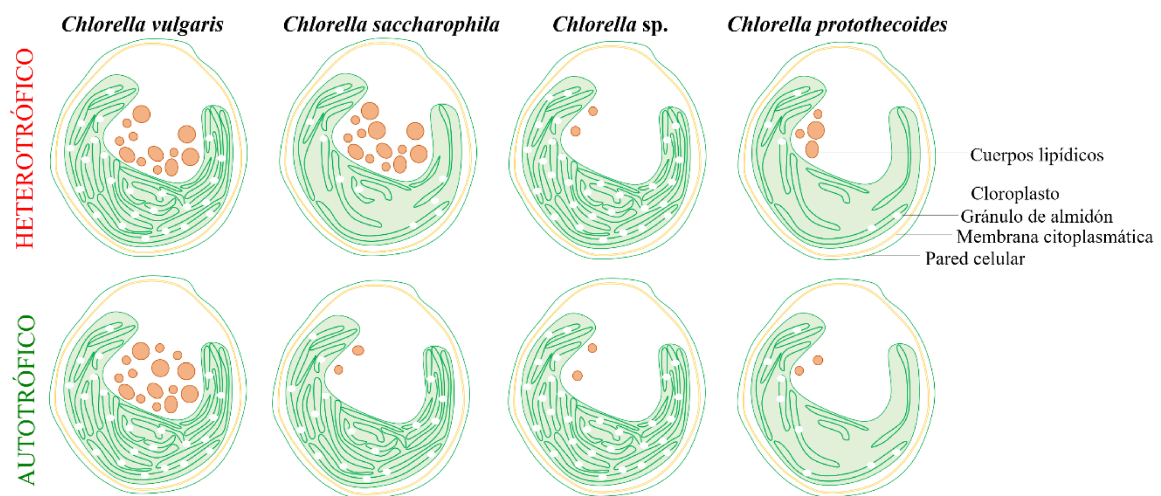 Chlorella vulgaris
Chlorella saccharophila
Chlorella sp.
Chlorella protothecoides
HETEROTRÓFICO
Cuerpos lipídicos
Cloroplasto
Gránulo de almidón
Membrana citoplasmática
Pared celular
AUTOTRÓFICO